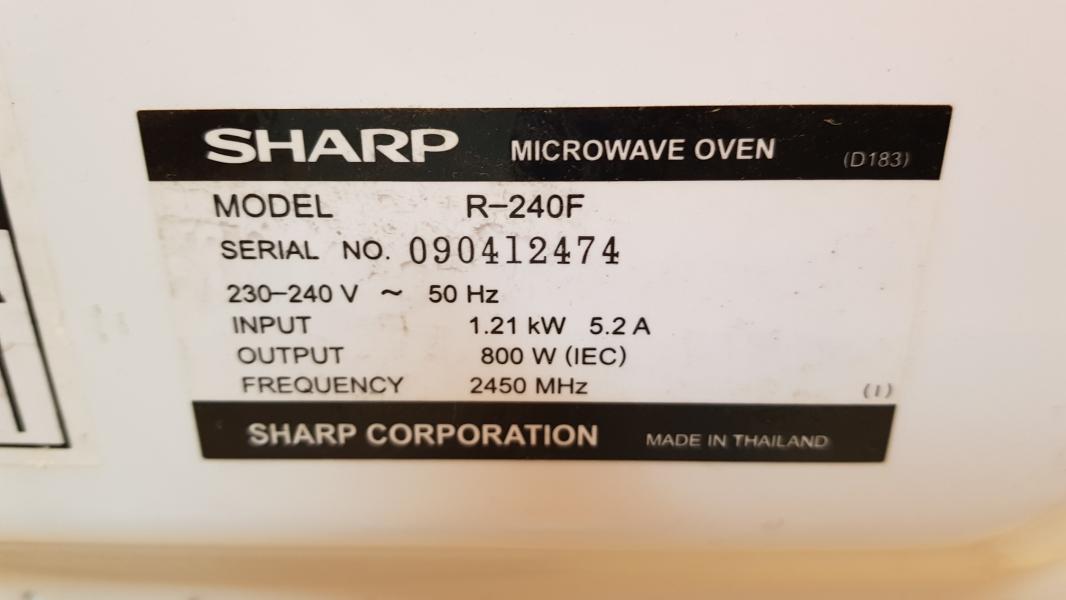 SHARP MICROWAVE OVEN (D183)
MODEL R-240F
SERIAL NO. 090412474
230-240 V ~ 50 Hz
INPUT 1.21 kW 5.2 A
OUTPUT 800 W (IEC)
FREQUENCY 2450 MHz (1)
SHARP CORPORATION MADE IN THAILAND